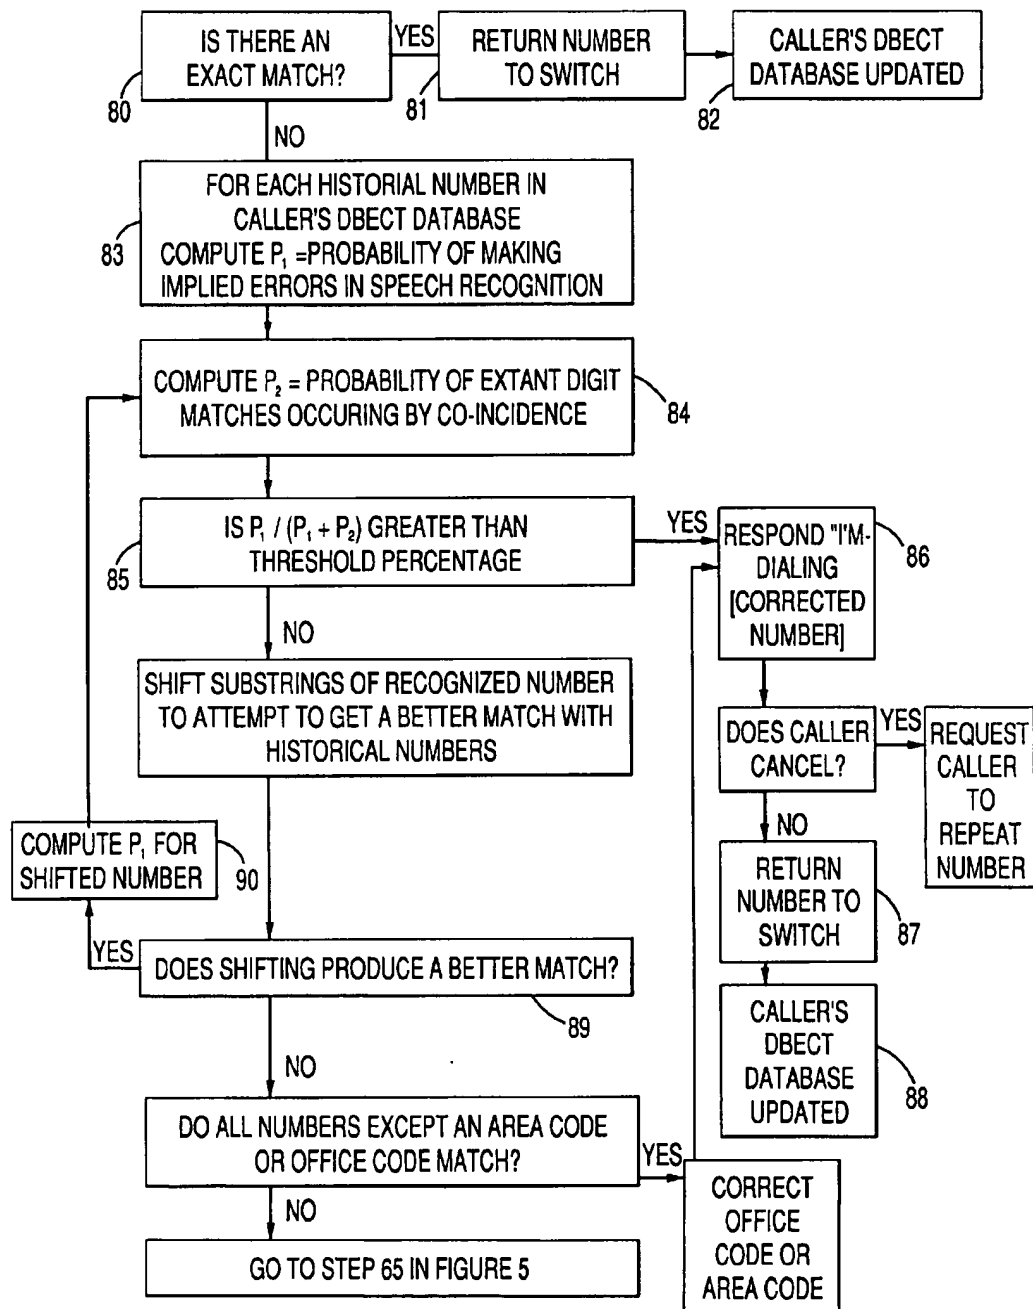 IS THERE AN
EXACT MATCH?
80
YES
RETURN NUMBER
TO SWITCH
81
CALLER'S DBECT
DATABASE UPDATED
82
NO
FOR EACH HISTORIAL NUMBER IN
CALLER'S DBECT DATABASE
COMPUTE P1 =PROBABILITY OF MAKING
IMPLIED ERRORS IN SPEECH RECOGNITION
83
COMPUTE P2 = PROBABILITY OF EXTANT DIGIT
MATCHES OCCURING BY CO-INCIDENCE
84
IS P1 / (P1 + P2) GREATER THAN
THRESHOLD PERCENTAGE
85
YES
RESPOND "I'M-
DIALING
[CORRECTED
NUMBER]
86
NO
SHIFT SUBSTRINGS OF RECOGNIZED NUMBER
TO ATTEMPT TO GET A BETTER MATCH WITH
HISTORICAL NUMBERS
DOES CALLER
CANCEL?
YES
REQUEST
CALLER
TO
REPEAT
NUMBER
NO
COMPUTE P1 FOR
SHIFTED NUMBER
90
RETURN
NUMBER TO
SWITCH
87
YES
DOES SHIFTING PRODUCE A BETTER MATCH?
89
CALLER'S
DBECT
DATABASE
UPDATED
88
NO
DO ALL NUMBERS EXCEPT AN AREA CODE
OR OFFICE CODE MATCH?
YES
CORRECT
OFFICE
CODE OR
AREA CODE
NO
GO TO STEP 65 IN FIGURE 5